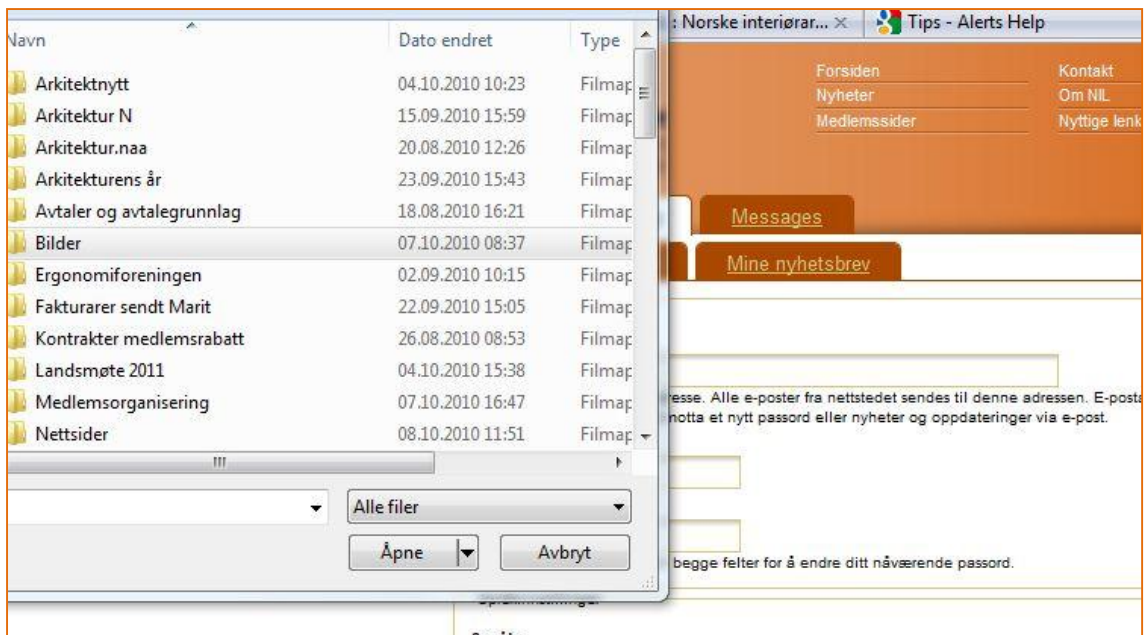 : Norske interiørar... × Tips - Alerts Help
Navn Dato endret Type
Arkitektnytt 04.10.2010 10:23 Filmap
Arkitektur N 15.09.2010 15:59 Filmap
Arkitektur.naa 20.08.2010 12:26 Filmap
Arkitekturens år 23.09.2010 15:43 Filmap
Avtaler og avtalegrunnlag 18.08.2010 16:21 Filmap
Bilder 07.10.2010 08:37 Filmap
Ergonomiforeningen 02.09.2010 10:15 Filmap
Fakturarer sendt Marit 22.09.2010 15:05 Filmap
Kontrakter medlemsrabatt 26.08.2010 08:53 Filmap
Landsmøte 2011 04.10.2010 15:38 Filmap
Medlemsorganisering 07.10.2010 16:47 Filmap
Nettsider 08.10.2010 11:51 Filmap
Alle filer
Åpne Avbryt
Forsiden Kontakt
Nyheter Om NIL
Medlemssider Nyttige lenk
Messages
Mine nyhetsbrev
resse. Alle e-poster fra nettstedet sendes til denne adressen. E-posta
notta et nytt passord eller nyheter og oppdateringer via e-post.
begge felter for å endre ditt nåværende passord.